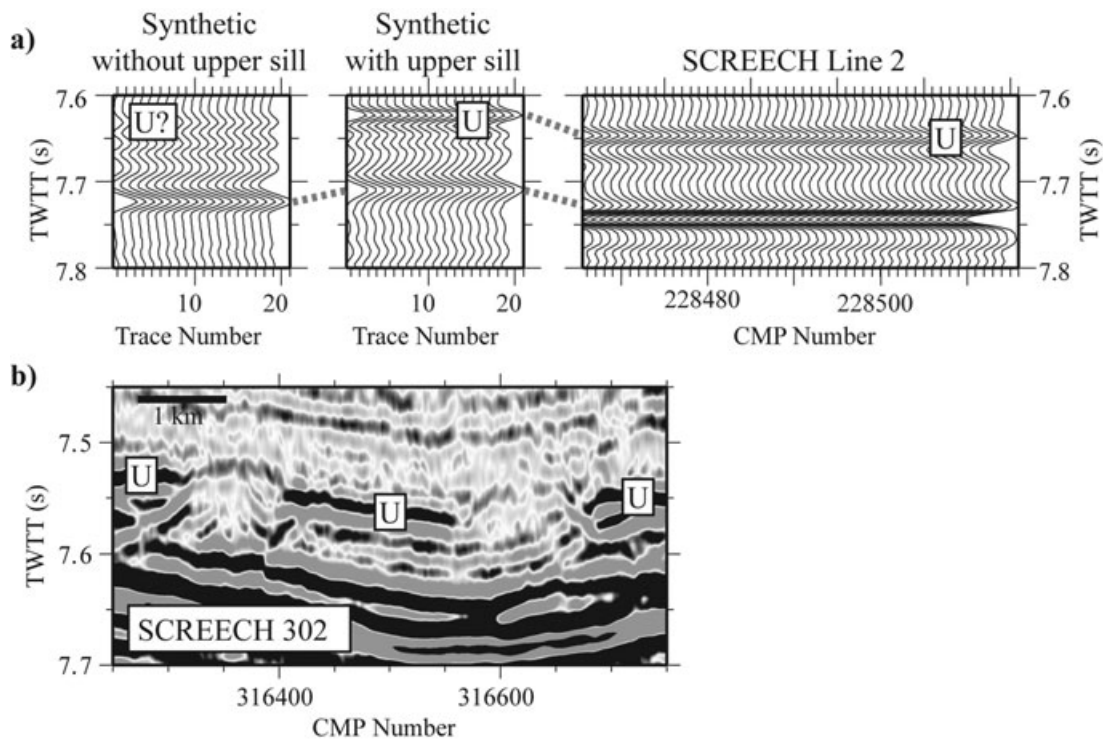 a)
Synthetic
without upper sill
Synthetic
with upper sill
SCREECH Line 2
7.6
7.7
7.8
TWTT (s)
U?
U
U
7.6
7.7
7.8
TWTT (s)
10 20
10 20
228480 228500
Trace Number
Trace Number
CMP Number
b)
1 km
7.5
7.6
7.7
TWTT (s)
U
U
U
SCREECH 302
316400 316600
CMP Number